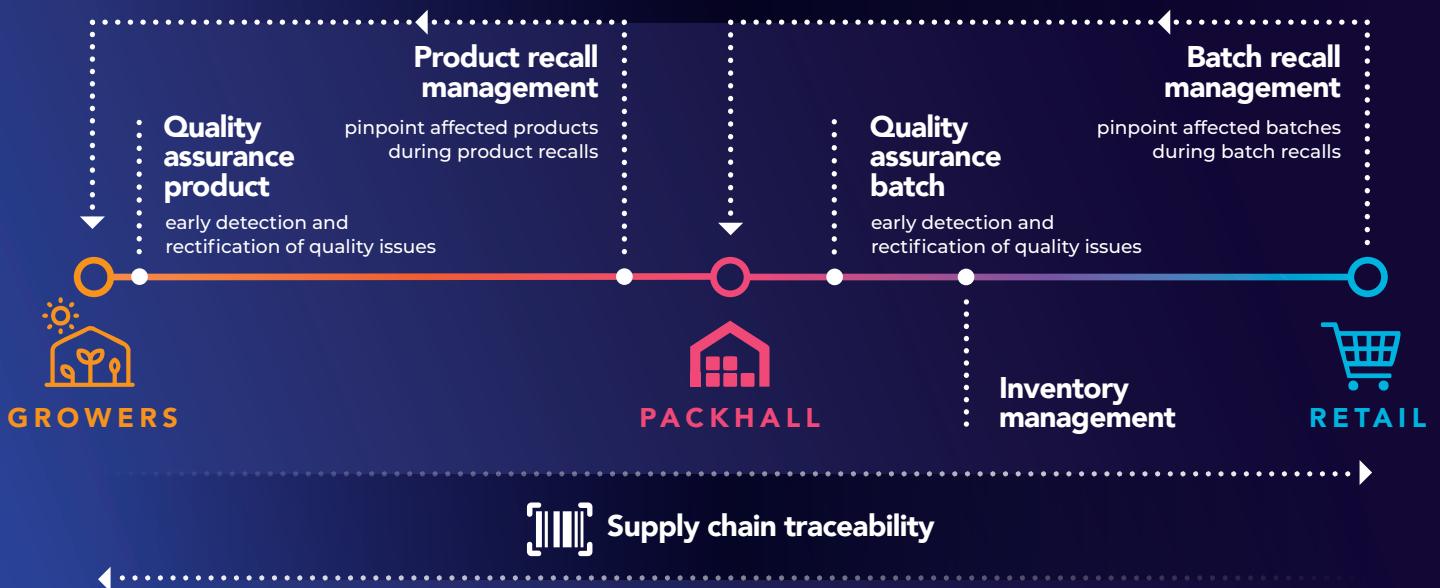 Product recall
management
pinpoint affected products
during product recalls
Quality
assurance
product
early detection and
rectification of quality issues
Batch recall
management
pinpoint affected batches
during batch recalls
Quality
assurance
batch
early detection and
rectification of quality issues
GROWERS
PACKHALL
Inventory
management
RETAIL
Supply chain traceability